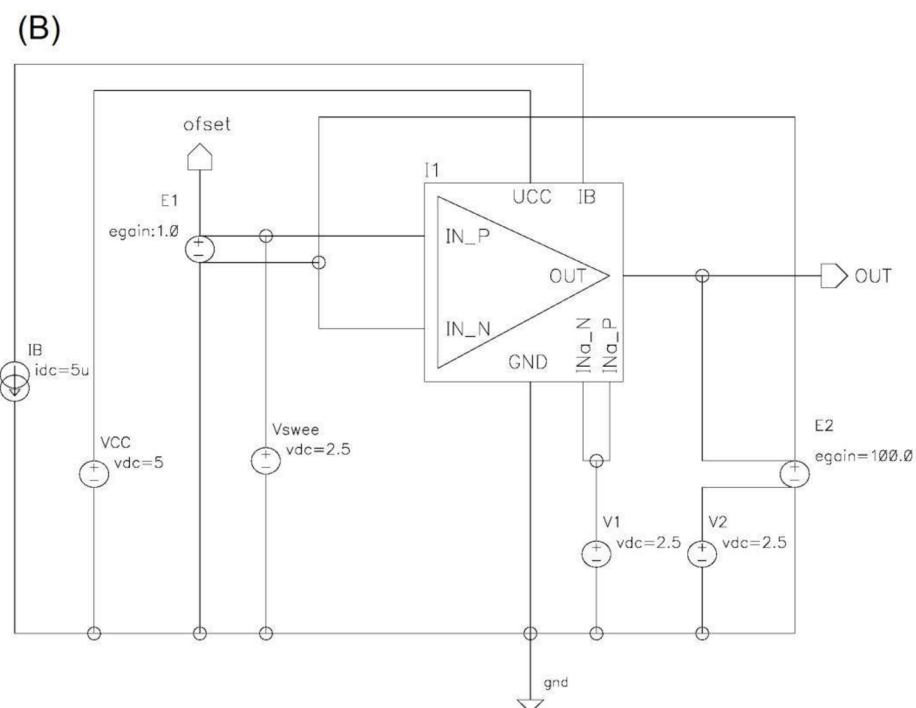 (B)
ofset
E1
egain:1.0
I1
UCC
IB
IN_P
OUT
IN_N
GND
INa_N
INa_P
OUT
IB
idc=5u
VCC
vdc=5
Vswee
vdc=2.5
E2
egain=100.0
V1
vdc=2.5
V2
vdc=2.5
gnd